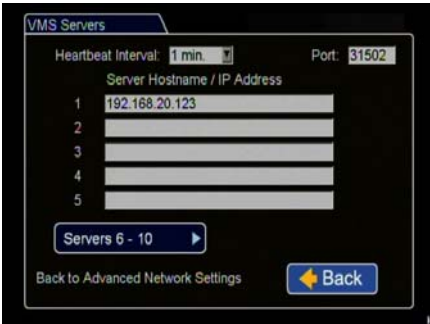 VMS Servers
Heartbeat Interval: 1 min. Port: 31502
Server Hostname / IP Address
1 192.168.20.123
2
3
4
5
Servers 6 - 10
Back to Advanced Network Settings Back